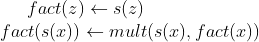 fact(z) ← s(z)
fact(s(x)) ← mult(s(x), fact(x))